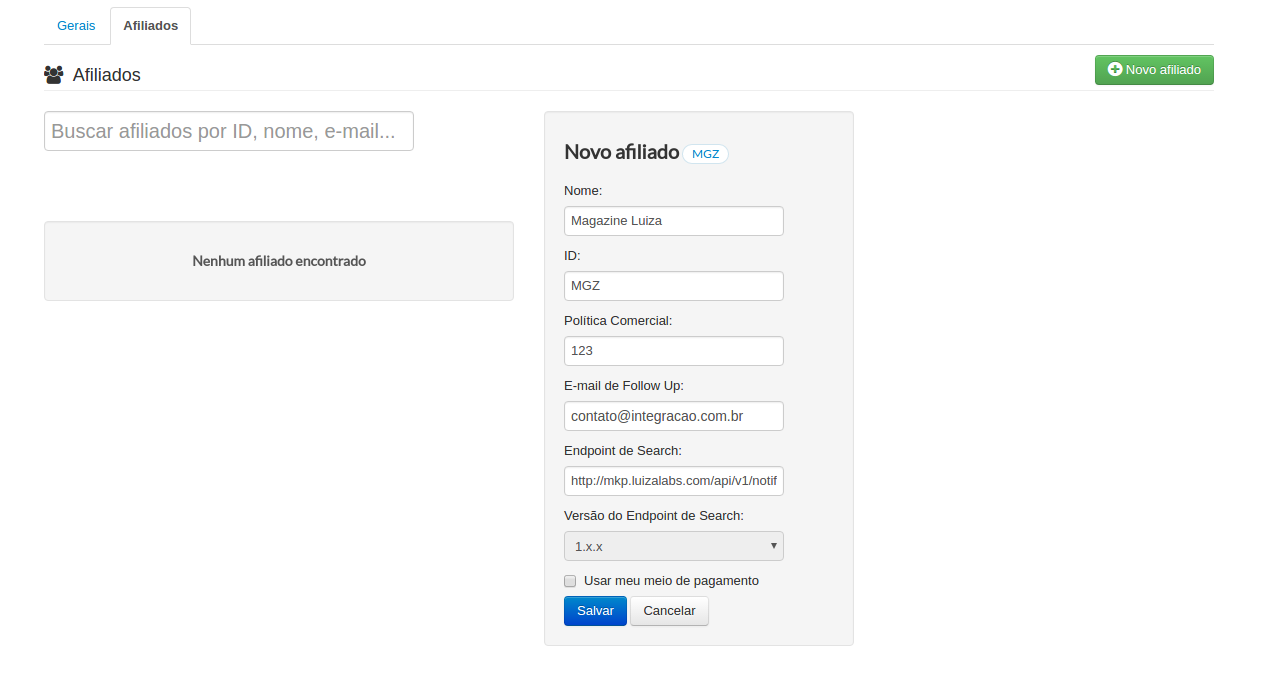 Gerais
Afiliados
Afiliados
Novo afiliado
Buscar afiliados por ID, nome, e-mail...
Nenhum afiliado encontrado
Novo afiliado MGZ
Nome:
Magazine Luiza
ID:
MGZ
Política Comercial:
123
E-mail de Follow Up:
contato@integracao.com.br
Endpoint de Search:
http://mkp.luizalabs.com/api/v1/notif
Versão do Endpoint de Search:
1.x.x
Usar meu meio de pagamento
Salvar
Cancelar